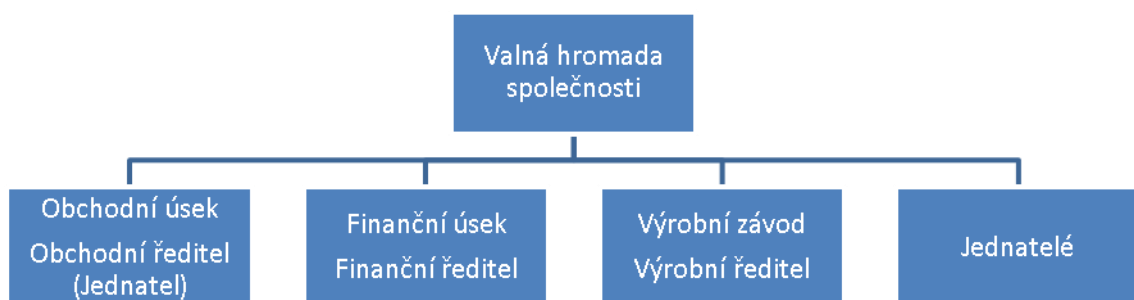 Valná hromada
společnosti
Obchodní úsek
Obchodní ředitel
(Jednatel)
Finanční úsek
Finanční ředitel
Výrobní závod
Výrobní ředitel
Jednatelé